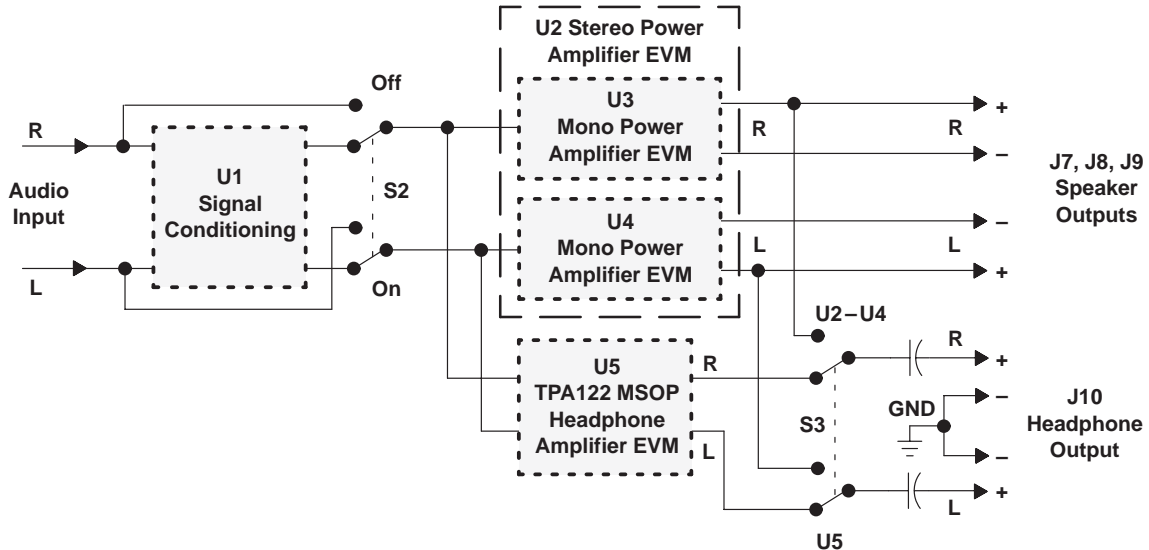 U2 Stereo Power
Amplifier EVM
Off
R
Audio
Input
L
U1
Signal
Conditioning
S2
On
U3
Mono Power
Amplifier EVM
R
U4
Mono Power
Amplifier EVM
L
+
R
–
–
L
+
J7, J8, J9
Speaker
Outputs
U5
TPA122 MSOP
Headphone
Amplifier EVM
R
L
U2–U4
S3
U5
R
+
GND
–
–
L
+
J10
Headphone
Output